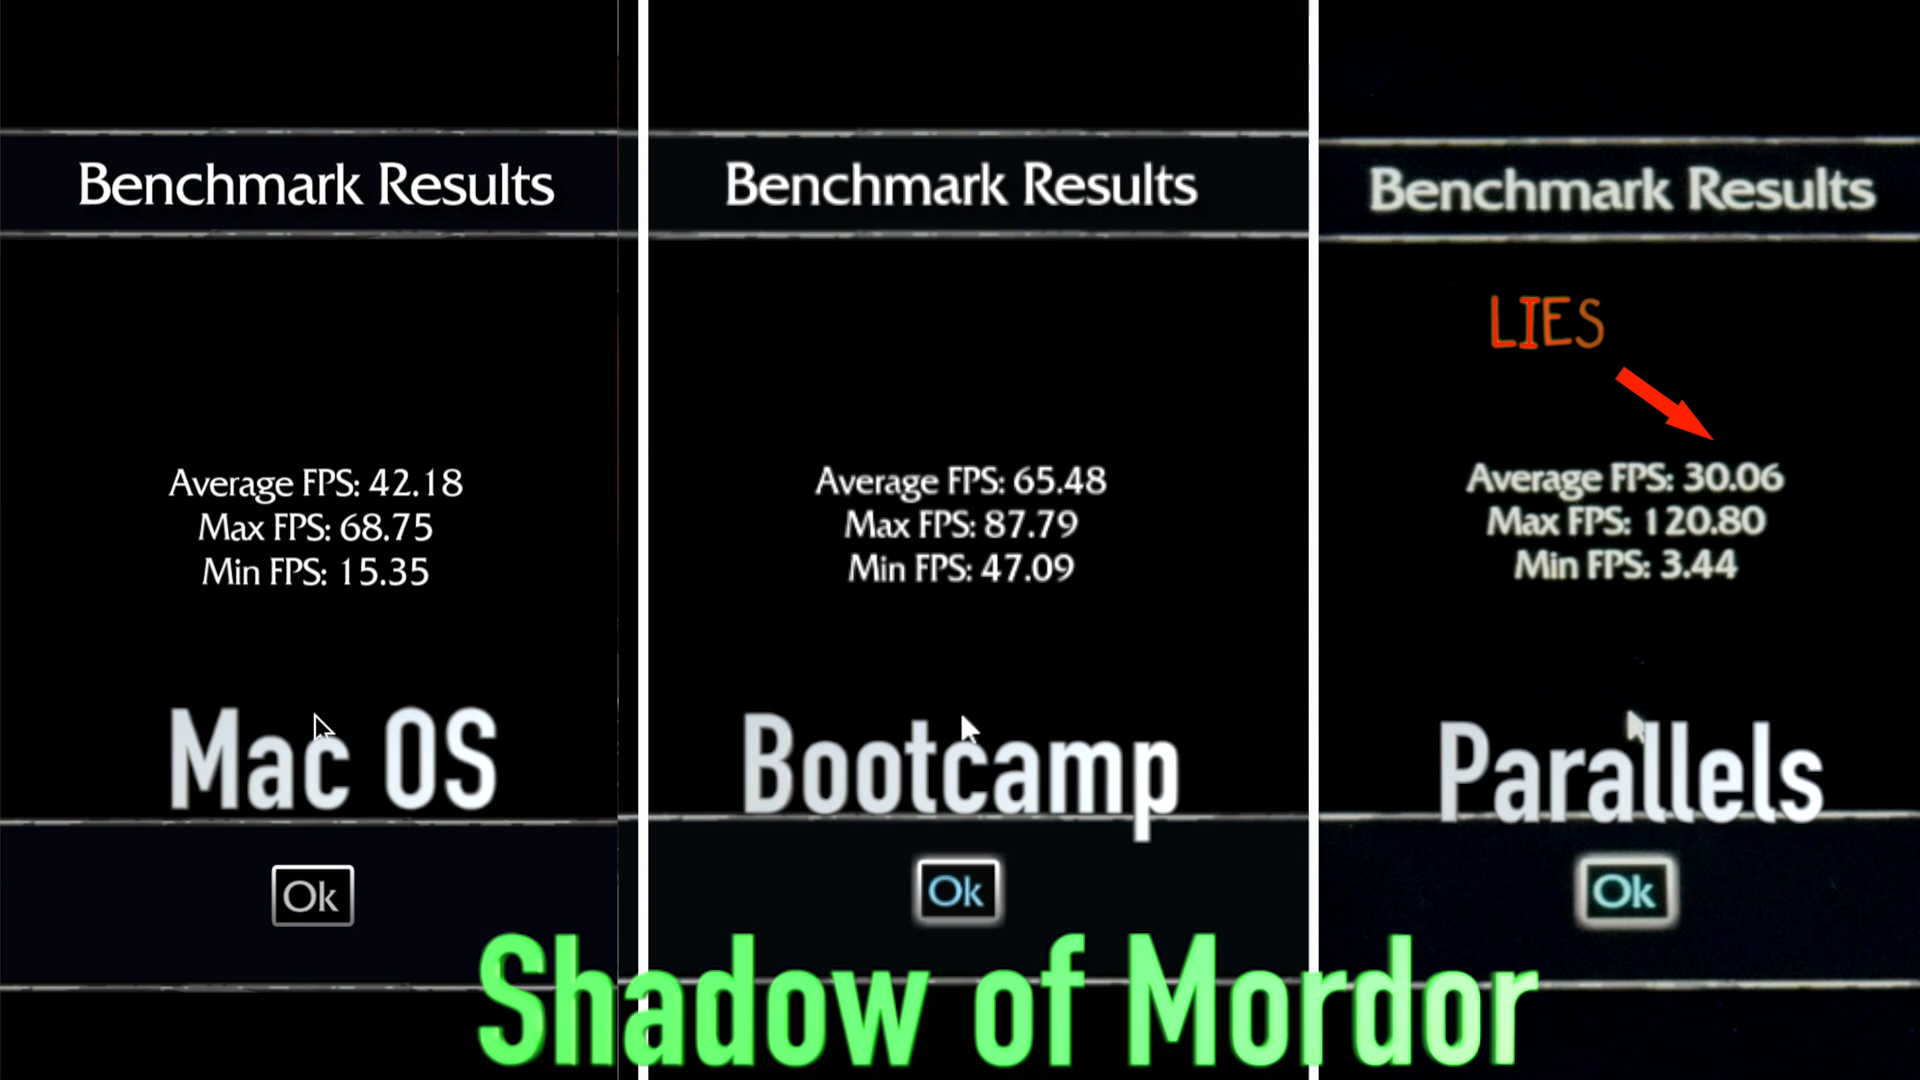 Benchmark Results
Average FPS: 42.18
Max FPS: 68.75
Min FPS: 15.35
Mac OS
Ok
Benchmark Results
Average FPS: 65.48
Max FPS: 87.79
Min FPS: 47.09
Bootcamp
Ok
Benchmark Results
LIES
Average FPS: 30.06
Max FPS: 120.80
Min FPS: 3.44
Parallels
Ok
Shadow of Mordor